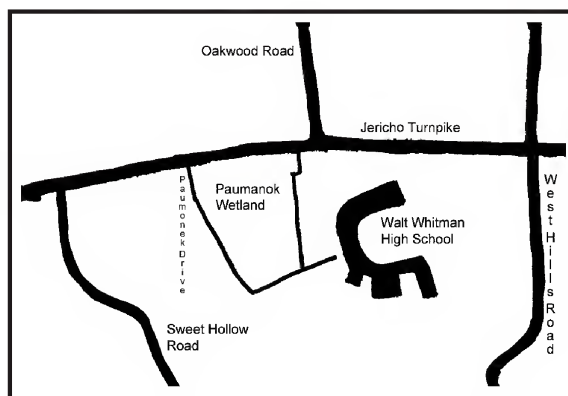 Oakwood Road
Jericho Turnpike
Paumanok
Wetland
Paumonek Drive
Walt Whitman
High School
West Hills Road
Sweet Hollow
Road